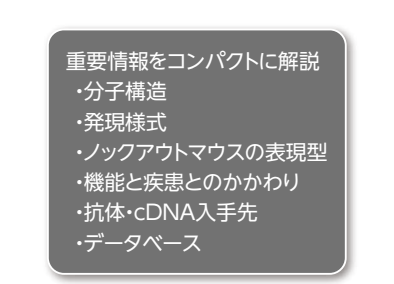 重要情報をコンパクトに解説
・分子構造
・発現様式
・ノックアウトマウスの表現型
・機能と疾患とのかかわり
・抗体・cDNA入手先
・データベース